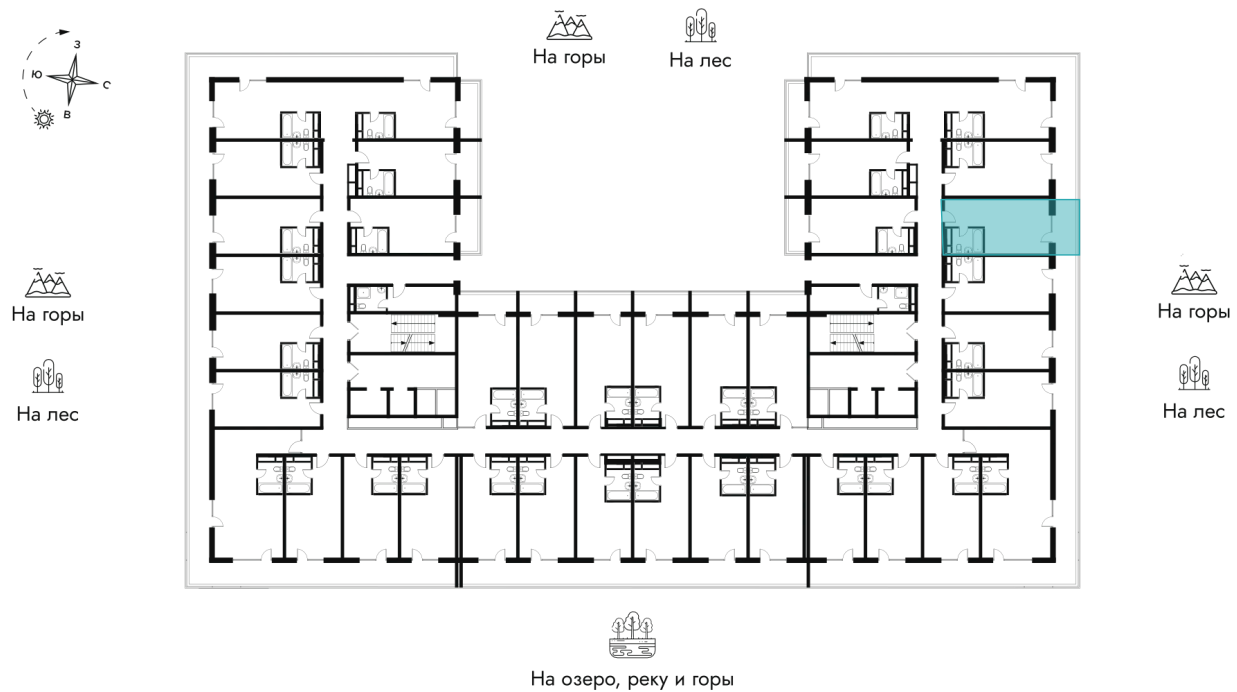 На горы
На лес
з
ю
с
в
На горы
На лес
На горы
На лес
На озеро, реку и горы